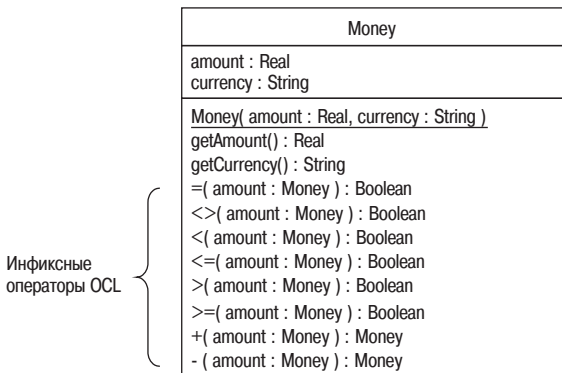 Money
amount : Real
currency : String
Money( amount : Real, currency : String )
getAmount() : Real
getCurrency() : String
=( amount : Money ) : Boolean
<>( amount : Money ) : Boolean
<( amount : Money ) : Boolean
<=( amount : Money ) : Boolean
>( amount : Money ) : Boolean
>=( amount : Money ) : Boolean
+( amount : Money ) : Money
- ( amount : Money ) : Money
Инфиксные
операторы OCL